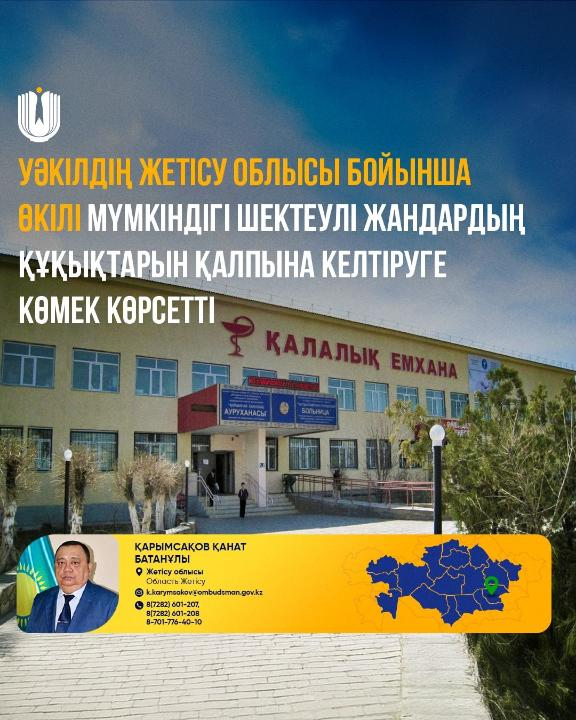 УӘКІЛДІҢ ЖЕТІСУ ОБЛЫСЫ БОЙЫНША
ӨКІЛІ МҮМКІНДІГІ ШЕКТЕУЛІ ЖАНДАРДЫҢ
ҚҰҚЫҚТАРЫН ҚАЛПЫНА КЕЛТІРУГЕ
КӨМЕК КӨРСЕТТІ
ҚАЛАЛЫҚ ЕМХАНА
АУРУХАНАСЫ
БОЛЬНИЦА
ҚАРЫМСАҚОВ ҚАНАТ
БАТАНҰЛЫ
Жетісу облысы
Область Жетісу
k.karymsakov@ombudsman.gov.kz
8(7282) 601-207,
8(7282) 601-208
8-701-776-40-10